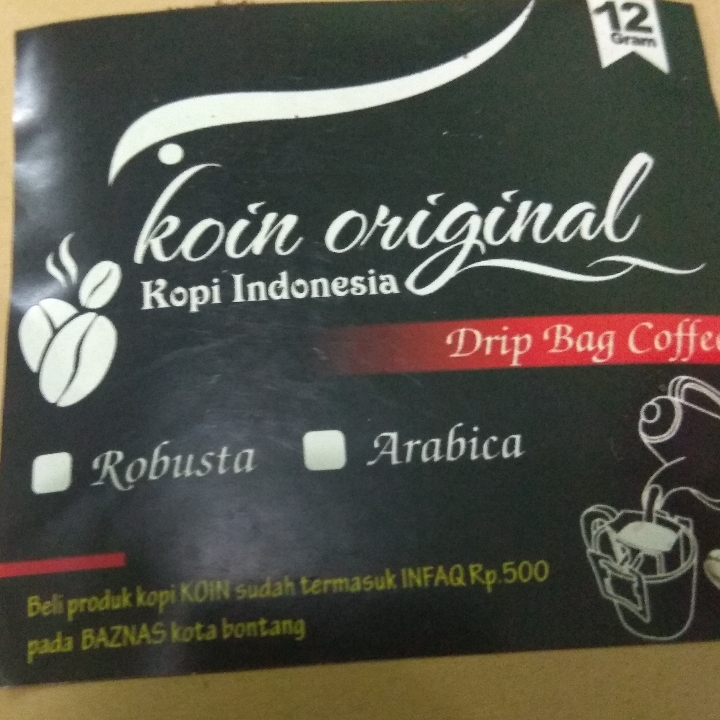 12
Gram
koin original
Kopi Indonesia
Drip Bag Coffee
Robusta Arabica
Beli produk kopi KOIN sudah termasuk INFAQ Rp.500
pada BAZNAS kota bontang